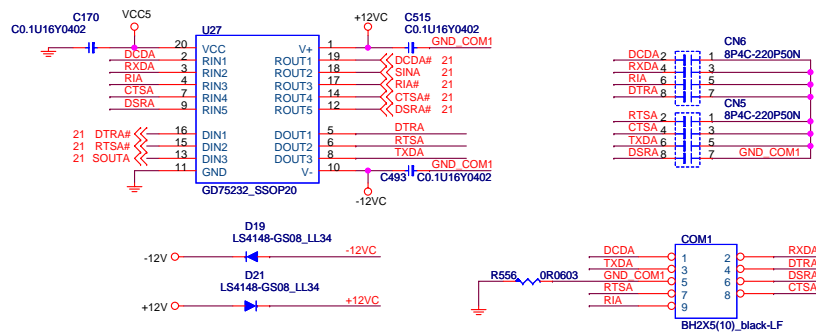 C170
C0.1U16Y0402
VCC5
U27
+12VC
C515
C0.1U16Y0402
GND_COM1
20 VCC V+ 1
DCDA 2 RIN1 ROUT1 19 DCDA# 21
RXDA 3 RIN2 ROUT2 18 SINA 21
RIA 4 RIN3 ROUT3 17 RIA# 21
CTSA 7 RIN4 ROUT4 14 CTSA# 21
DSRA 9 RIN5 ROUT5 12 DSRA# 21
21 DTRA# 16 DIN1 DOUT1 5 DTRA
21 RTSA# 15 DIN2 DOUT2 6 RTSA
21 SOUTA 13 DIN3 DOUT3 8 TXDA
11 GND V- 10
GND_COM1
GD75232_SSOP20
C493 C0.1U16Y0402
-12VC
CN6
8P4C-220P50N
DCDA 2 1
RXDA 4 3
RIA 6 5
DTRA 8 7
CN5
8P4C-220P50N
RTSA 2 1
CTSA 4 3
TXDA 6 5
DSRA 8 7 GND_COM1
D19
LS4148-GS08_LL34
-12V -12VC
D21
LS4148-GS08_LL34
+12V +12VC
COM1
DCDA 1 2 RXDA
TXDA 3 4 DTRA
R556 0R0603 GND_COM1 5 6 DSRA
RTSA 7 8 CTSA
RIA 9
BH2X5(10)_black-LF